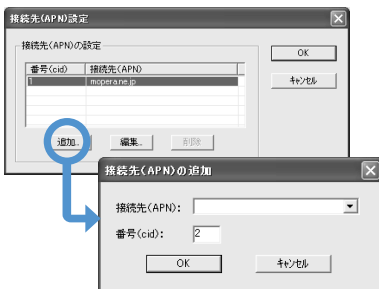 接続先(APN)設定
接続先(APN)の設定
番号(cid) 接続先(APN)
1 mopera.ne.jp
追加... 編集... 削除
OK
キャンセル
接続先(APN)の追加
接続先(APN):
番号(cid): 2
OK キャンセル